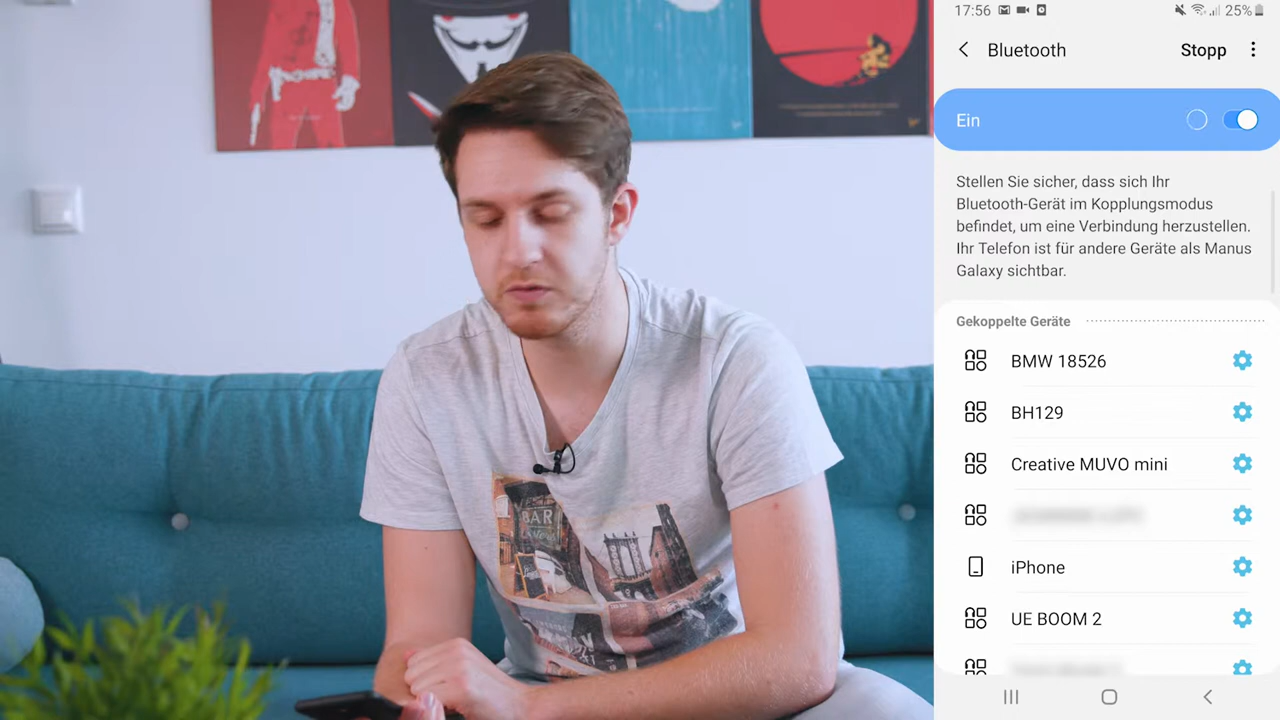 17:56
25%
Bluetooth
Stopp
Ein
Stellen Sie sicher, dass sich Ihr
Bluetooth-Gerät im Kopplungsmodus
befindet, um eine Verbindung herzustellen.
Ihr Telefon ist für andere Geräte als Manus
Galaxy sichtbar.
Gekoppelte Geräte
BMW 18526
BH129
Creative MUVO mini
iPhone
UE BOOM 2
BAR